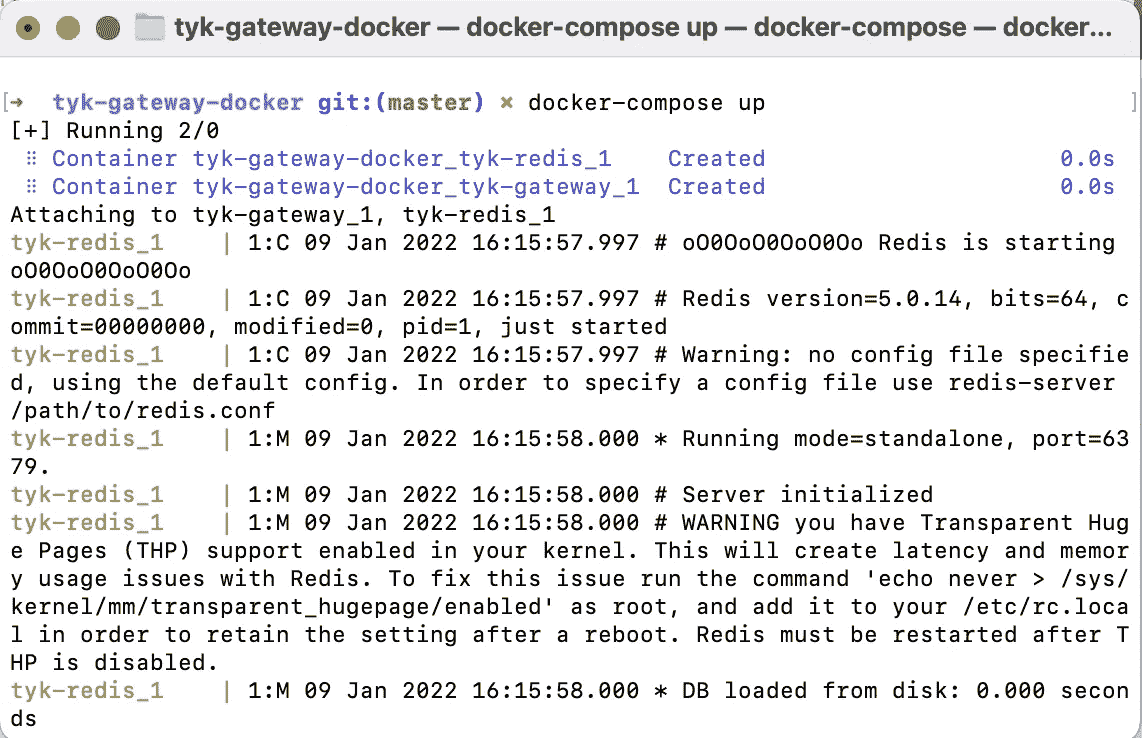 tyk-gateway-docker — docker-compose up — docker-compose — docker...
[➜  tyk-gateway-docker git:(master) ✗ docker-compose up ]
[+] Running 2/0
⠿ Container tyk-gateway-docker_tyk-redis_1    Created    0.0s
⠿ Container tyk-gateway-docker_tyk-gateway_1  Created    0.0s
Attaching to tyk-gateway_1, tyk-redis_1
tyk-redis_1    | 1:C 09 Jan 2022 16:15:57.997 # oO0OoO0OoO0Oo Redis is starting
oO0OoO0OoO0Oo
tyk-redis_1    | 1:C 09 Jan 2022 16:15:57.997 # Redis version=5.0.14, bits=64, c
ommit=00000000, modified=0, pid=1, just started
tyk-redis_1    | 1:C 09 Jan 2022 16:15:57.997 # Warning: no config file specifie
d, using the default config. In order to specify a config file use redis-server
/path/to/redis.conf
tyk-redis_1    | 1:M 09 Jan 2022 16:15:58.000 * Running mode=standalone, port=63
79.
tyk-redis_1    | 1:M 09 Jan 2022 16:15:58.000 # Server initialized
tyk-redis_1    | 1:M 09 Jan 2022 16:15:58.000 # WARNING you have Transparent Hug
e Pages (THP) support enabled in your kernel. This will create latency and memor
y usage issues with Redis. To fix this issue run the command 'echo never > /sys/
kernel/mm/transparent_hugepage/enabled' as root, and add it to your /etc/rc.loca
l in order to retain the setting after a reboot. Redis must be restarted after T
HP is disabled.
tyk-redis_1    | 1:M 09 Jan 2022 16:15:58.000 * DB loaded from disk: 0.000 secon
ds